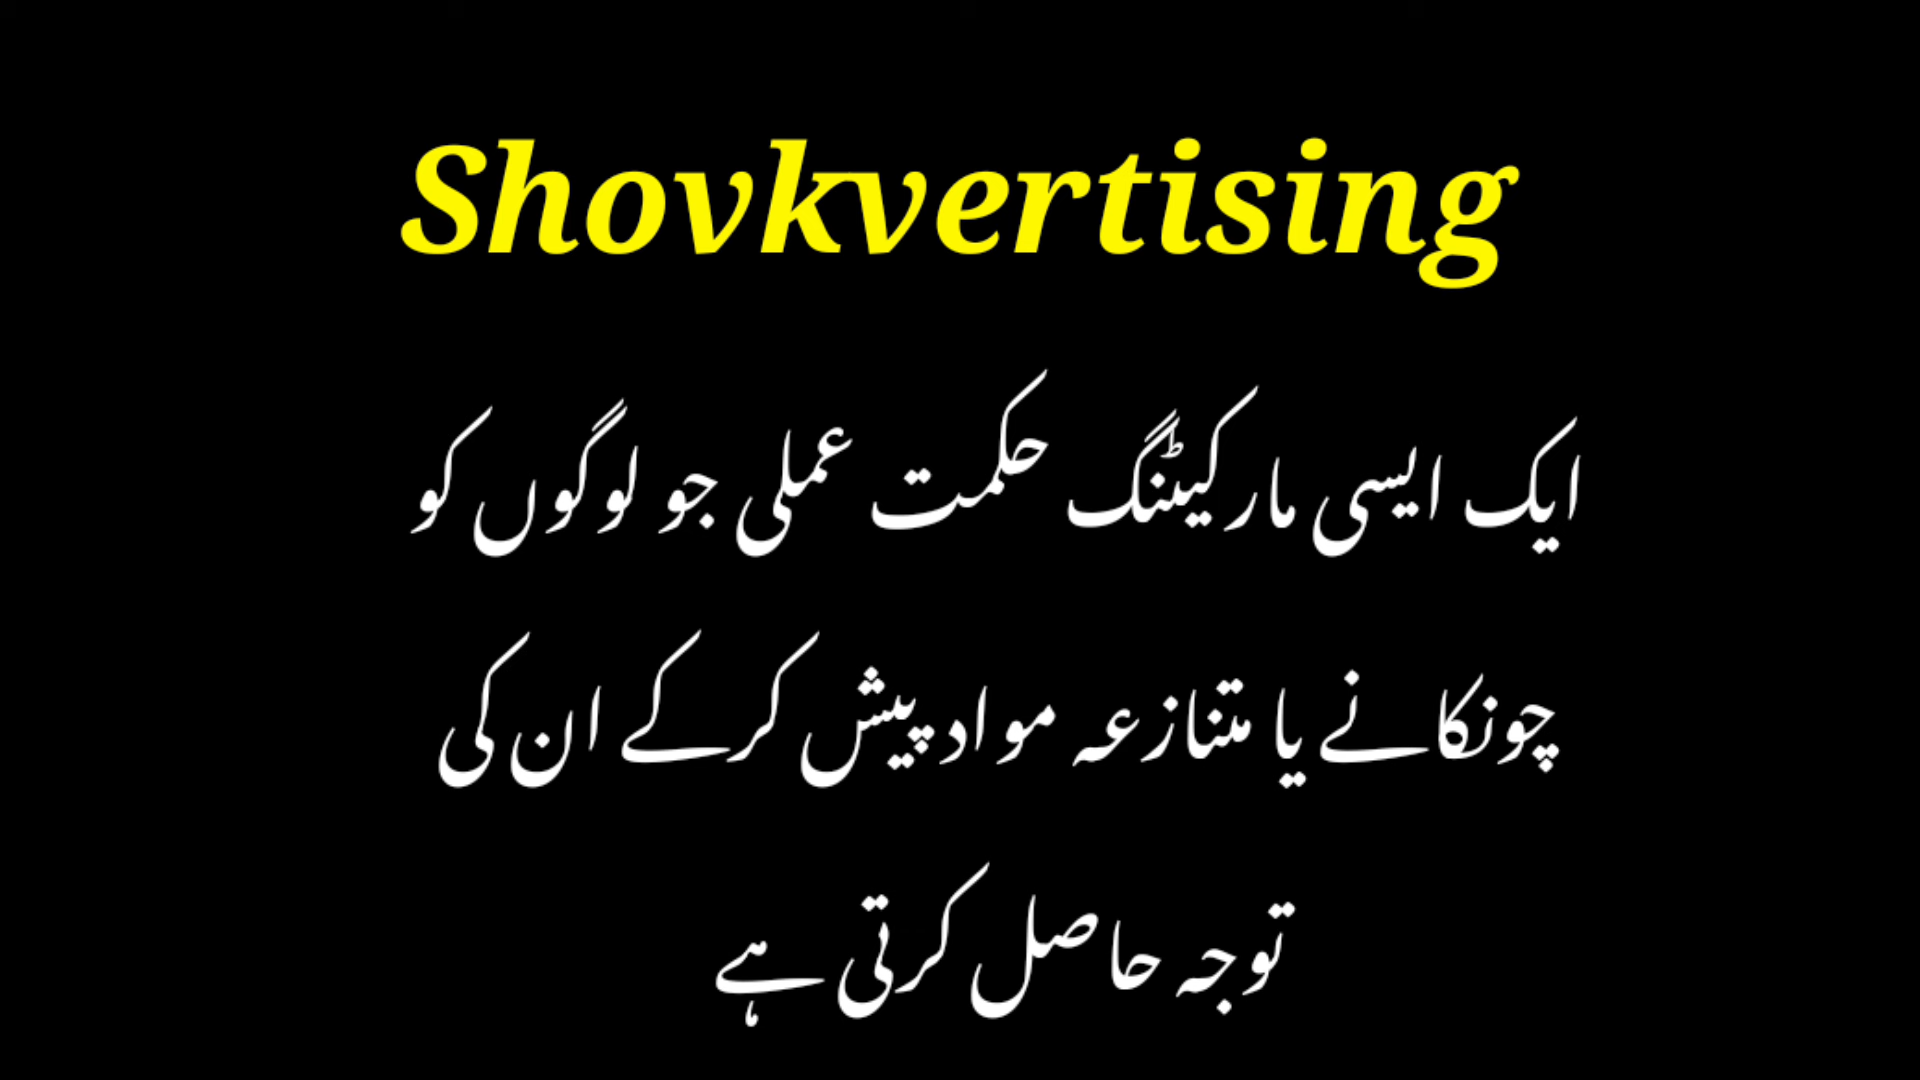 Shovkvertising
ایک ایسی مارکیٹنگ حکمت عملی جو لوگوں کو
چونکانے یا متنازعہ مواد پیش کرکے ان کی
توجہ حاصل کرتی ہے